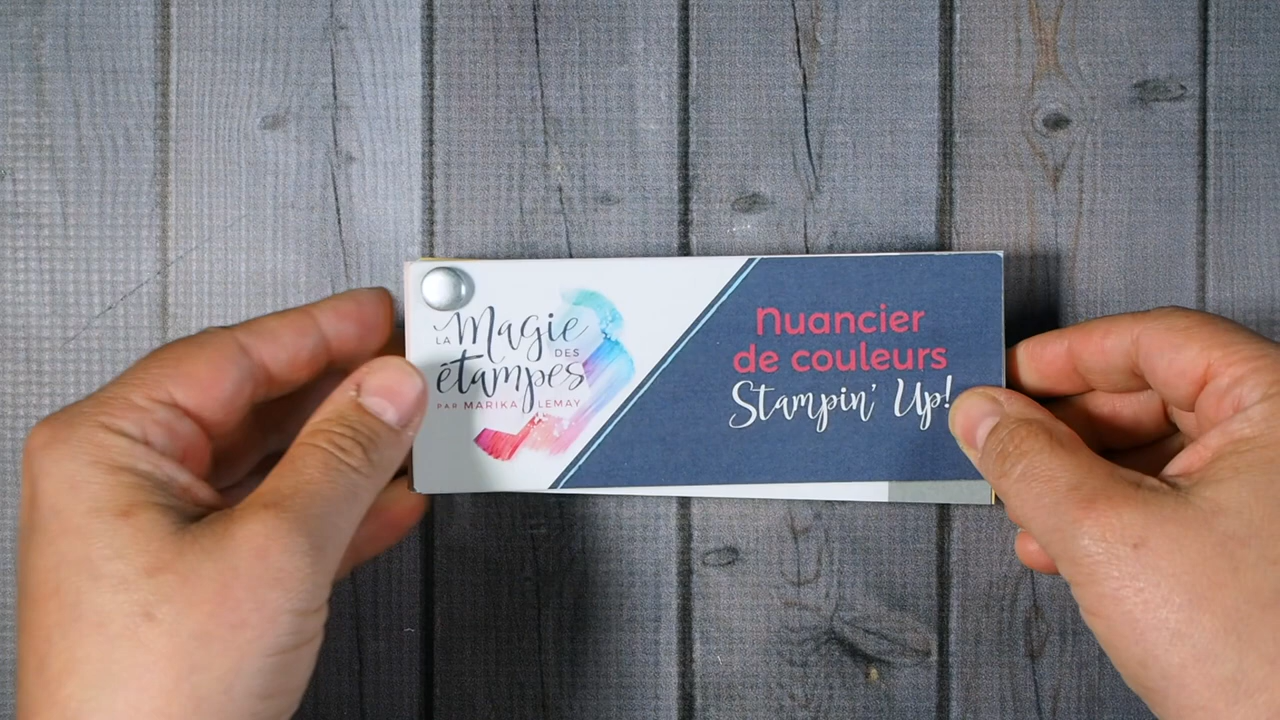 La Magie
des
étampes
PAR MARIKA LEMAY
Nuancier
de couleurs
Stampin' Up!